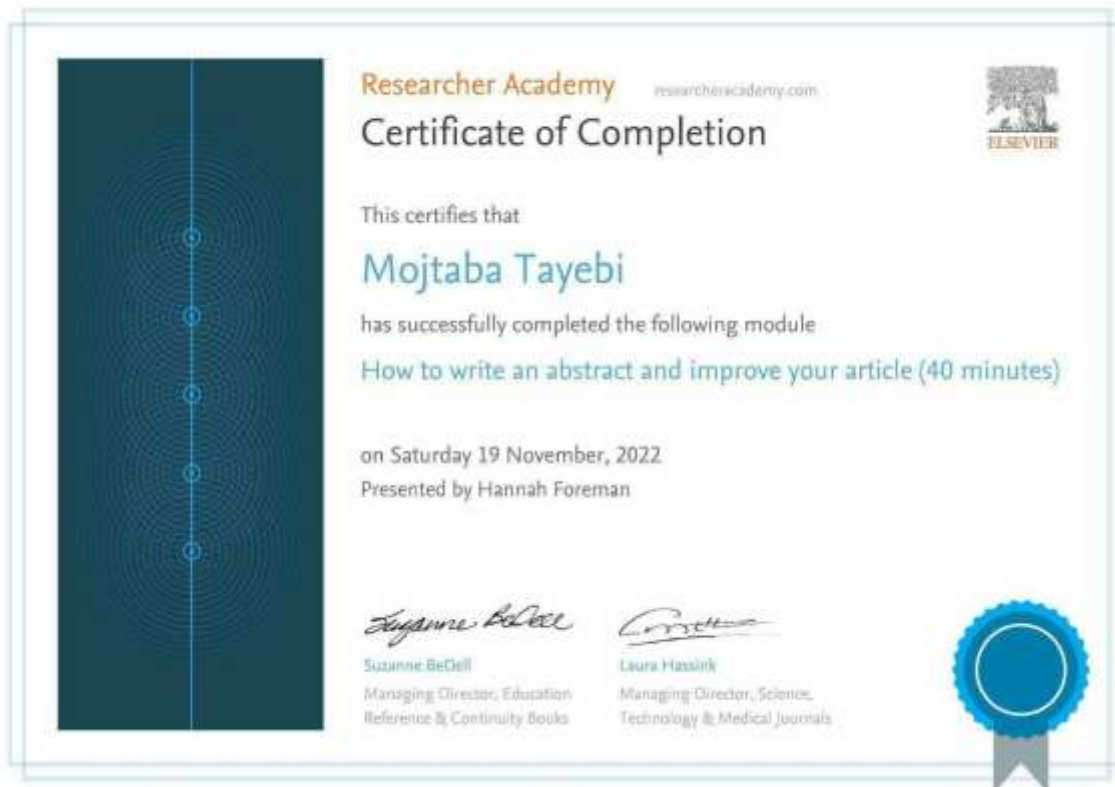 Researcher Academy researcheracademy.com
Certificate of Completion
ELSEVIER
This certifies that
Mojtaba Tayebi
has successfully completed the following module
How to write an abstract and improve your article (40 minutes)
on Saturday 19 November, 2022
Presented by Hannah Foreman
Suzanne BeDell
Suzanne BeDell
Managing Director, Education
Reference & Continuity Books
Laura Hassink
Managing Director, Science,
Technology & Medical Journals